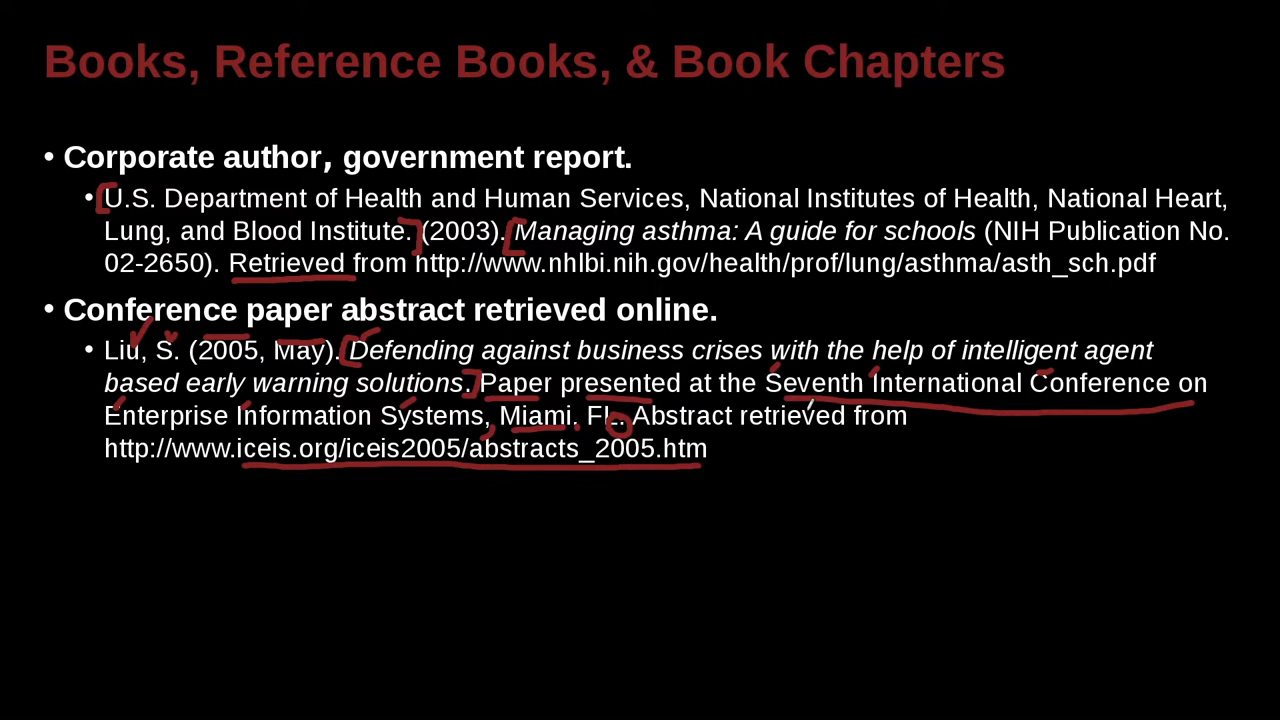 Books, Reference Books, & Book Chapters
• Corporate author, government report.
• U.S. Department of Health and Human Services, National Institutes of Health, National Heart,
Lung, and Blood Institute. (2003). Managing asthma: A guide for schools (NIH Publication No.
02-2650). Retrieved from http://www.nhlbi.nih.gov/health/prof/lung/asthma/asth_sch.pdf
• Conference paper abstract retrieved online.
• Liu, S. (2005, May). Defending against business crises with the help of intelligent agent
based early warning solutions. Paper presented at the Seventh International Conference on
Enterprise Information Systems, Miami. FL. Abstract retrieved from
http://www.iceis.org/iceis2005/abstracts_2005.htm